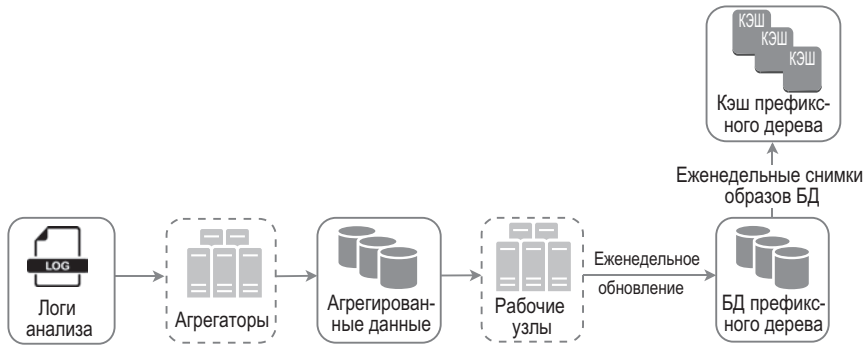 КЭШ
КЭШ
КЭШ
Кэш префикс-
ного дерева
Еженедельные снимки
образов БД
LOG
Логи
анализа
Агрегаторы
Агрегирован-
ные данные
Рабочие
узлы
Еженедельное
обновление
БД префикс-
ного дерева